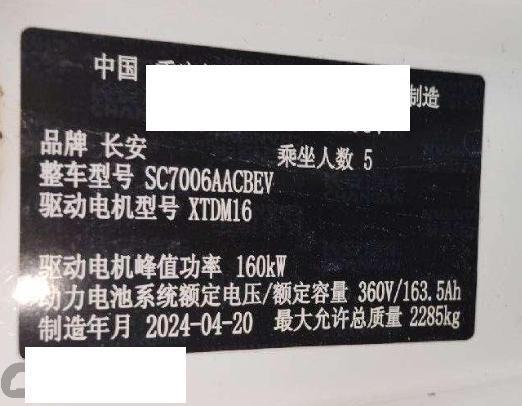 中国
制造
品牌 长安
乘坐人数 5
整车型号 SC7006AACBEV
驱动电机型号 XTDM16
驱动电机峰值功率 160kW
动力电池系统额定电压/额定容量 360V/163.5Ah
制造年月 2024-04-20 最大允许总质量 2285kg